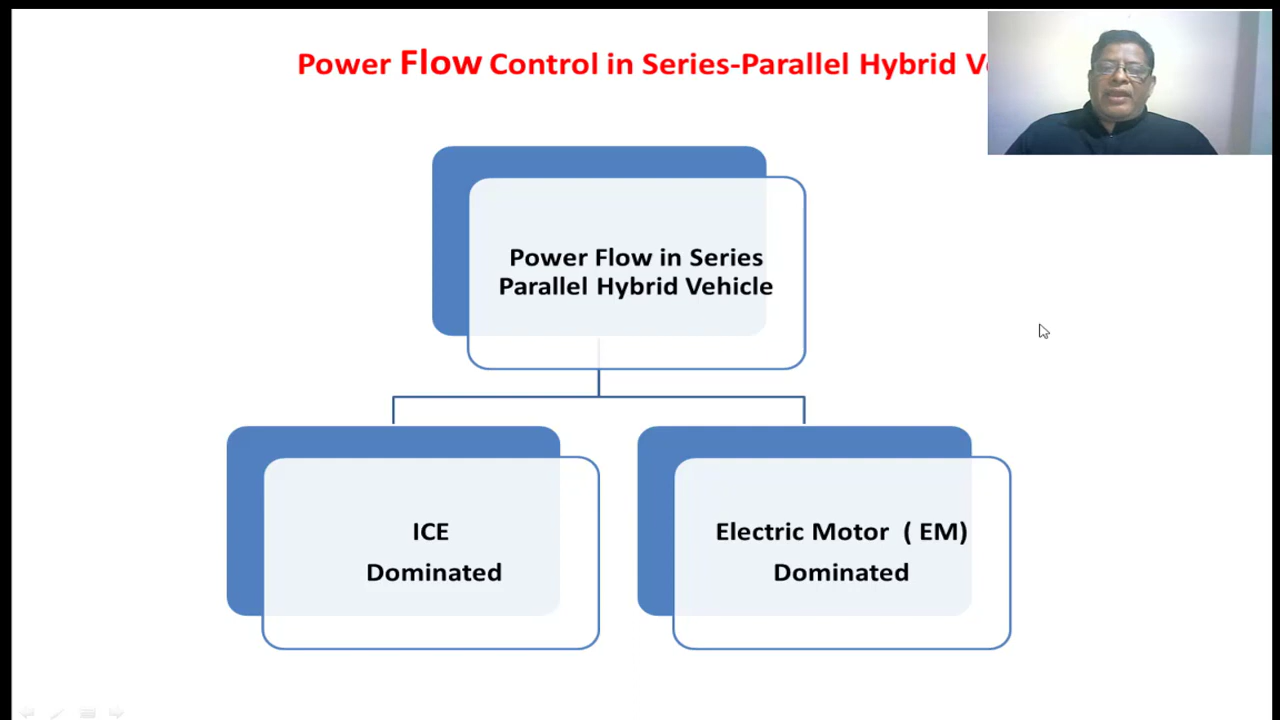 Power Flow Control in Series-Parallel Hybrid
Power Flow in Series
Parallel Hybrid Vehicle
ICE
Dominated
Electric Motor ( EM)
Dominated